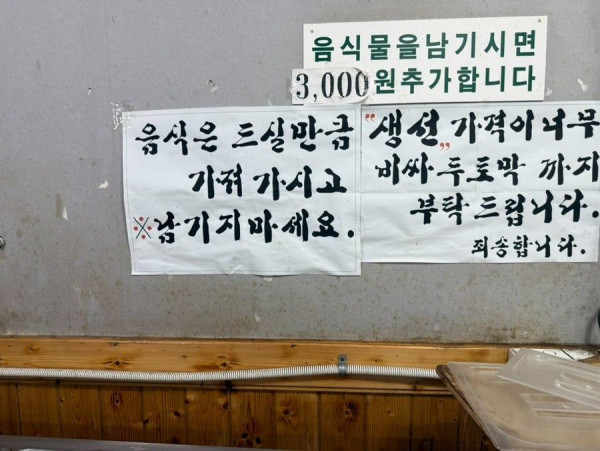 음식물을남기시면
3,000원추가합니다
음식은 드실만큼
가져 가시고
※남기지마세요.
"생선" 가격이너무
비싸 두토막 까지
부탁드립니다.
죄송합니다.